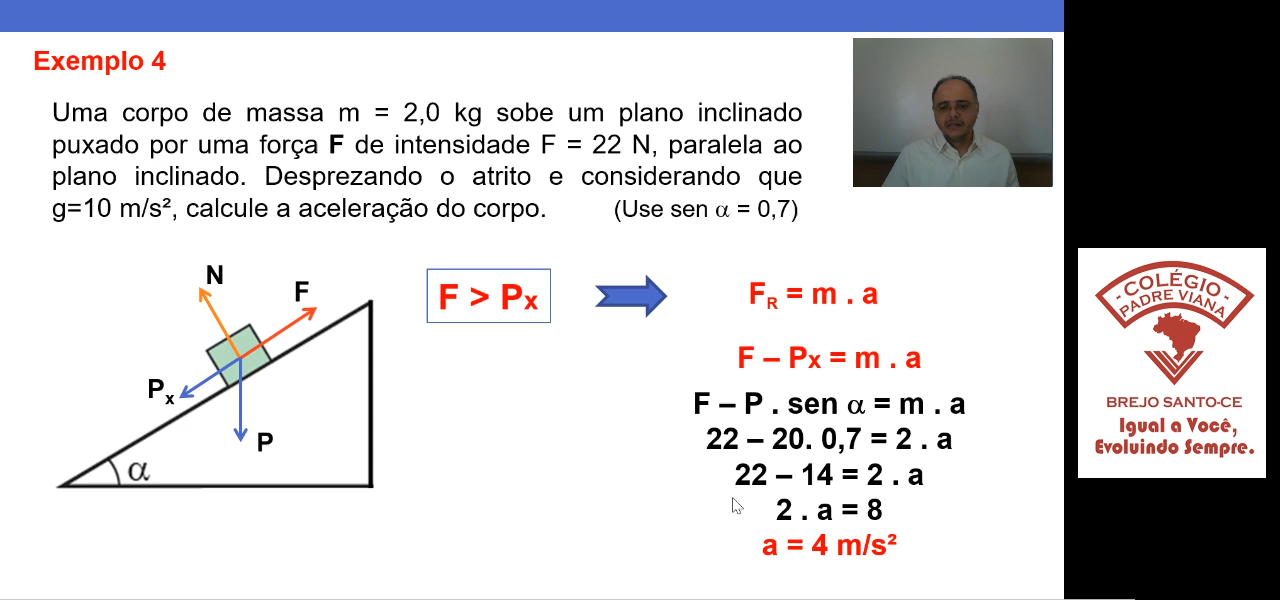 Exemplo 4
Uma corpo de massa m = 2,0 kg sobe um plano inclinado
puxado por uma força F de intensidade F = 22 N, paralela ao
plano inclinado. Desprezando o atrito e considerando que
g=10 m/s², calcule a aceleração do corpo. (Use sen α = 0,7)
N
F
Px
P
α
F > Px
FR = m . a
F – Px = m . a
F – P . sen α = m . a
22 – 20. 0,7 = 2 . a
22 – 14 = 2 . a
2 . a = 8
a = 4 m/s²
- COLÉGIO -
PADRE VIANA
BREJO SANTO-CE
Igual a Você,
Evoluindo Sempre.